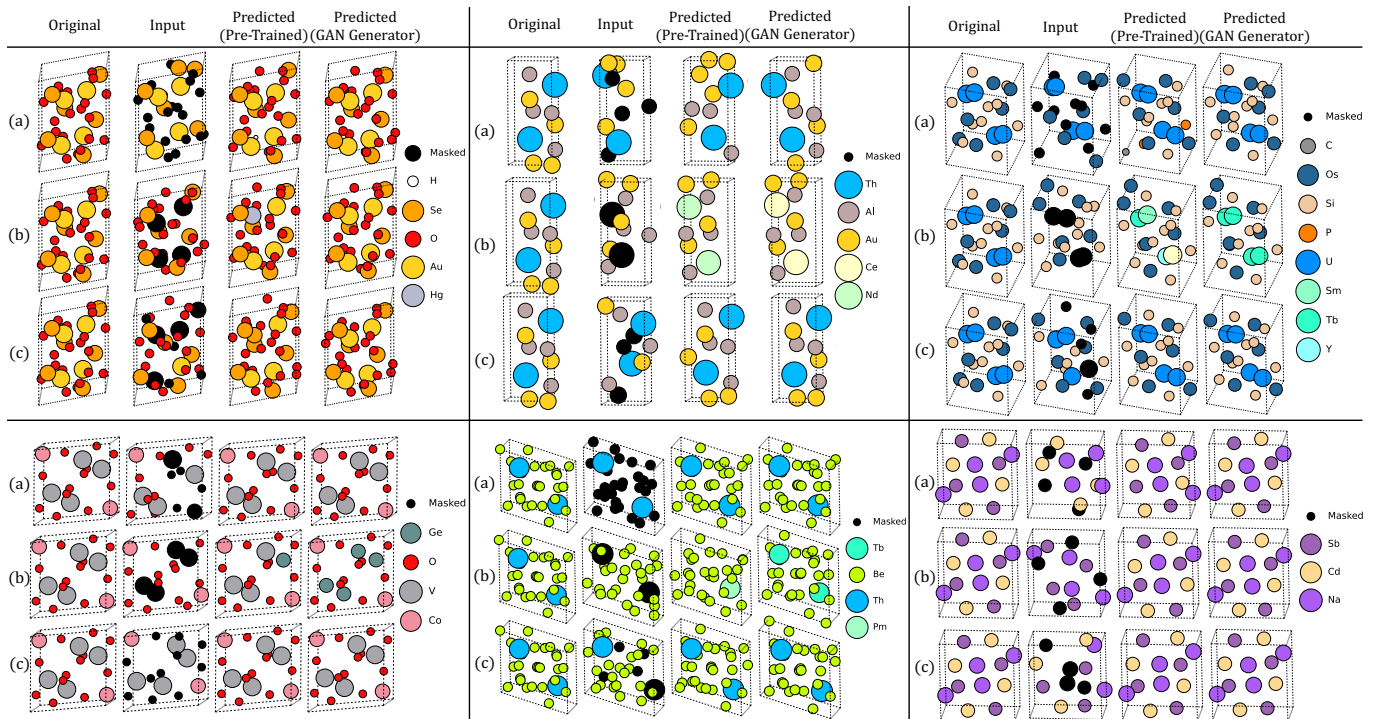 Original Input Predicted (Pre-Trained) Predicted (GAN Generator)
(a)
(b)
(c)
Masked
H
Se
O
Au
Hg
Original Input Predicted (Pre-Trained) Predicted (GAN Generator)
(a)
(b)
(c)
Masked
Th
Al
Au
Ce
Nd
Original Input Predicted (Pre-Trained) Predicted (GAN Generator)
(a)
(b)
(c)
Masked
C
Os
Si
P
U
Sm
Tb
Y
(a)
(b)
(c)
Masked
Ge
O
V
Co
(a)
(b)
(c)
Masked
Tb
Be
Th
Pm
(a)
(b)
(c)
Masked
Sb
Cd
Na